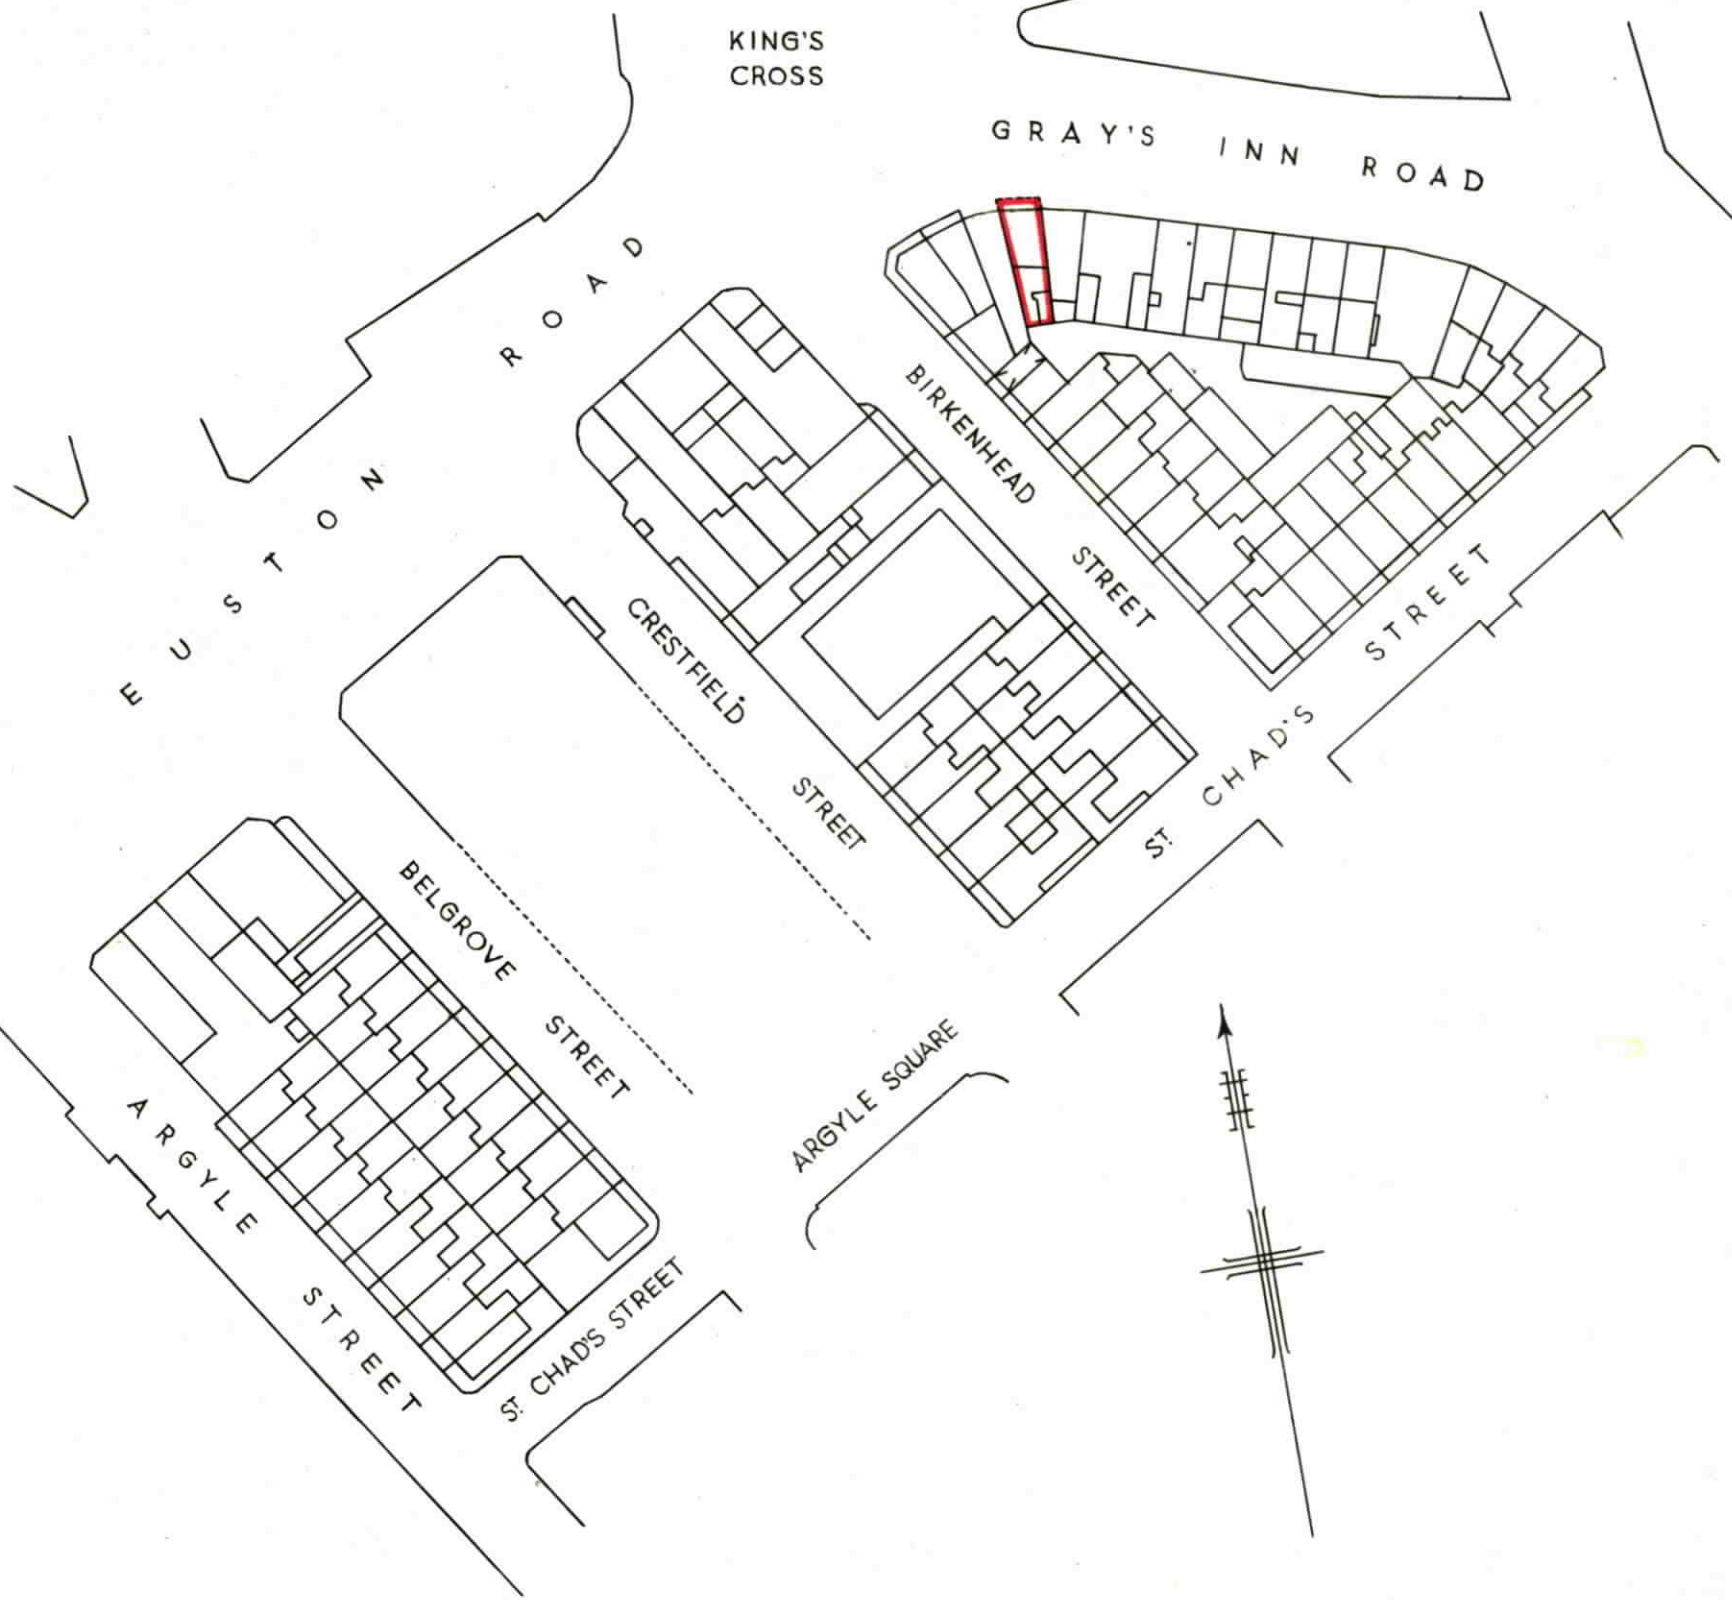 KING'S
CROSS
GRAY'S INN ROAD
EUSTON ROAD
BIRKENHEAD STREET
CRESTFIELD STREET
ST CHAD'S STREET
BELGROVE STREET
ARGYLE SQUARE
ARGYLE STREET
ST. CHAD'S STREET